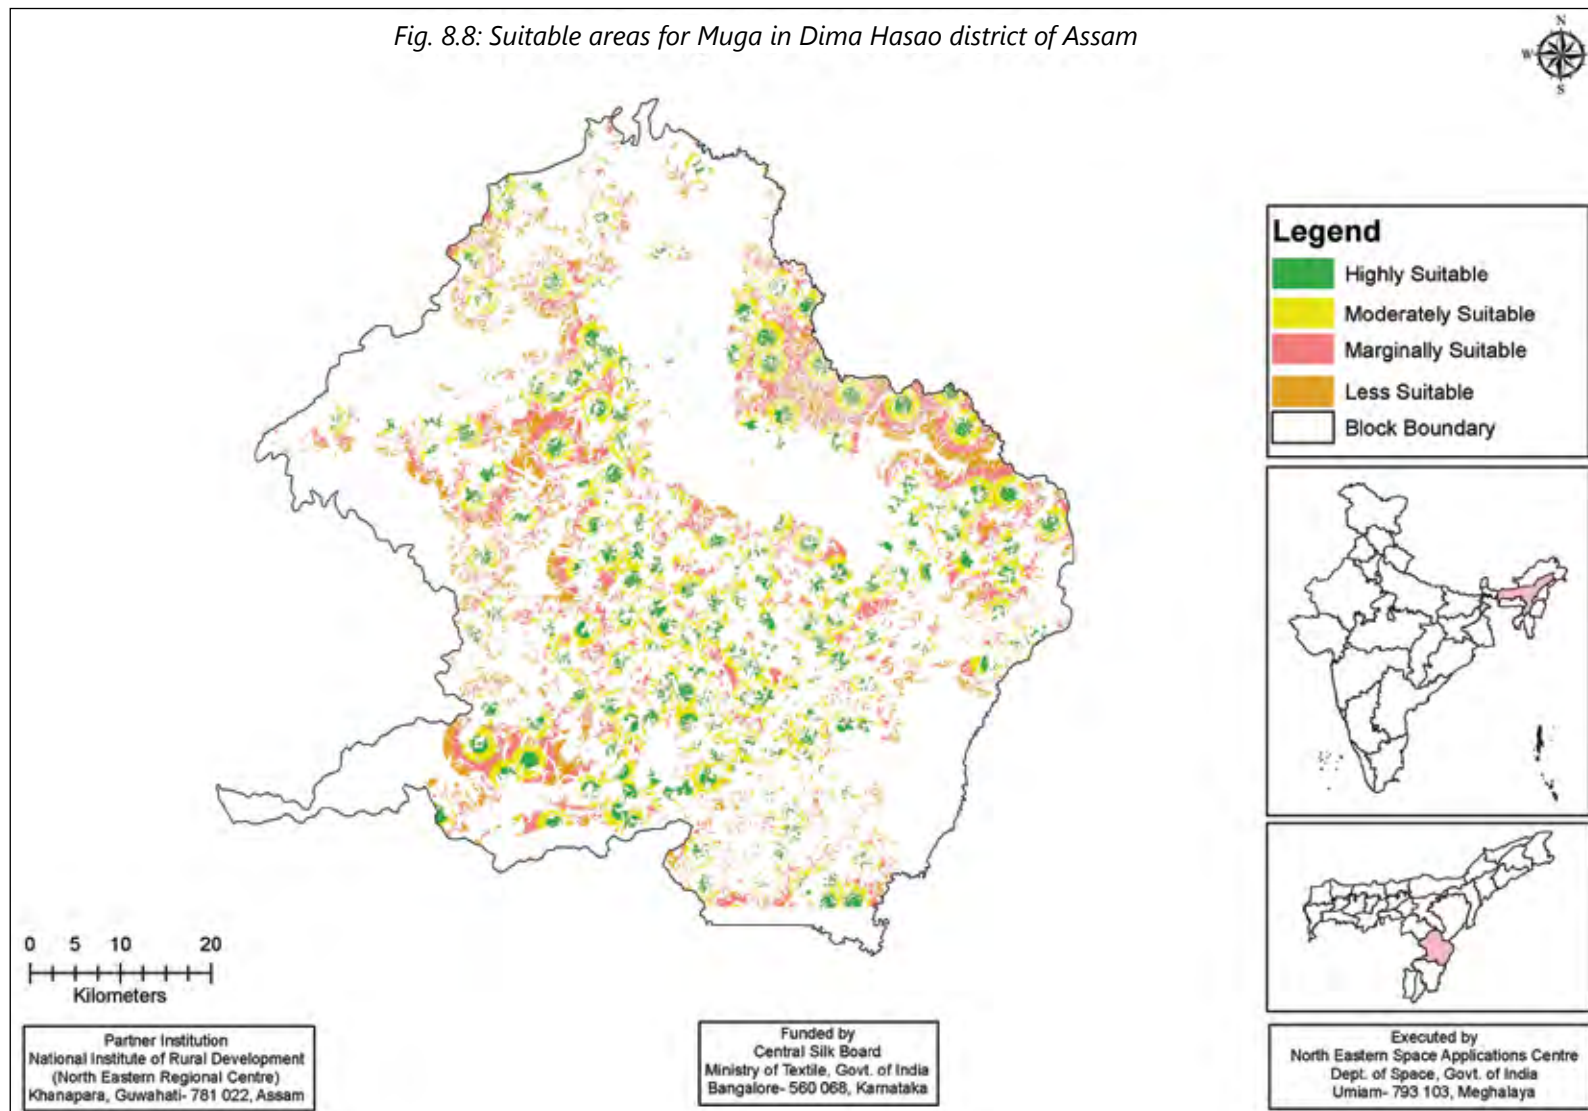 Fig. 8.8: Suitable areas for Muga in Dima Hasao district of Assam
N
W
E
S
Legend
Highly Suitable
Moderately Suitable
Marginally Suitable
Less Suitable
Block Boundary
0 5 10 20
Kilometers
Partner Institution
National Institute of Rural Development
(North Eastern Regional Centre)
Khanapara, Guwahati- 781 022, Assam
Funded by
Central Silk Board
Ministry of Textile, Govt. of India
Bangalore- 560 068, Karnataka
Executed by
North Eastern Space Applications Centre
Dept. of Space, Govt. of India
Umiam- 793 103, Meghalaya